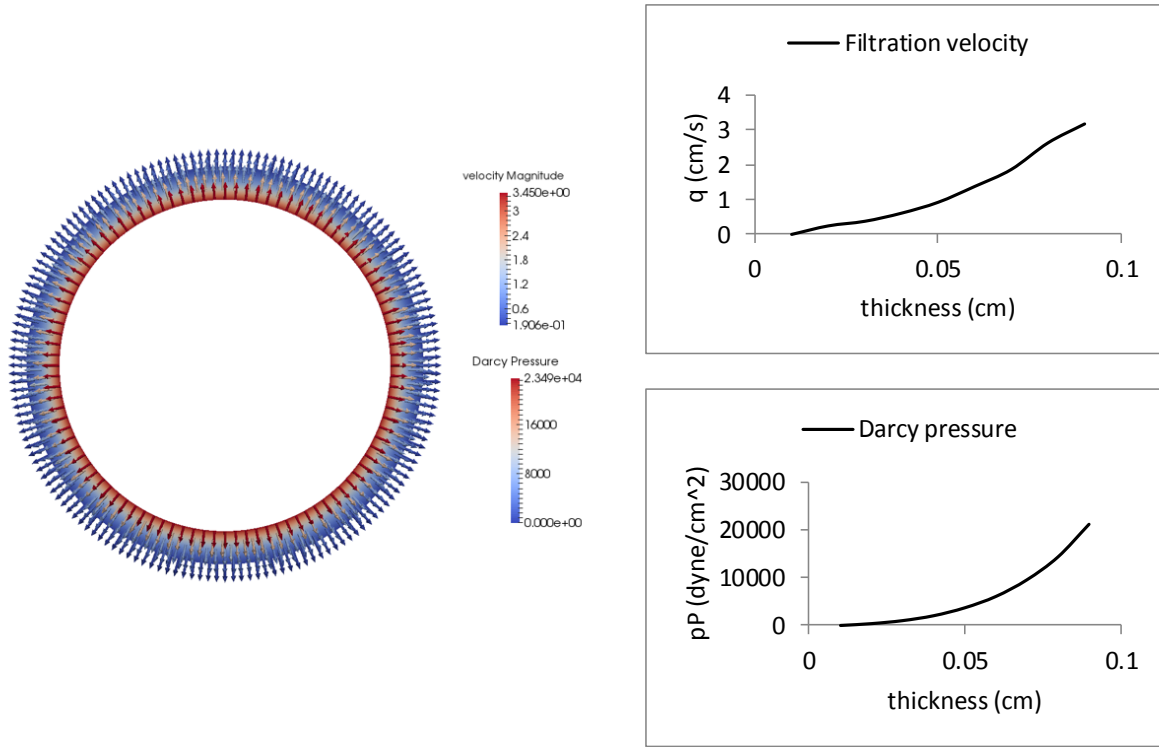 velocity Magnitude
3.450e+00
3
2.4
1.8
1.2
0.6
1.906e-01
Darcy Pressure
2.349e+04
16000
8000
0.000e+00
Filtration velocity
4
3
2
1
0
q (cm/s)
0
0.05
0.1
thickness (cm)
Darcy pressure
30000
20000
10000
0
pP (dyne/cm^2)
0
0.05
0.1
thickness (cm)